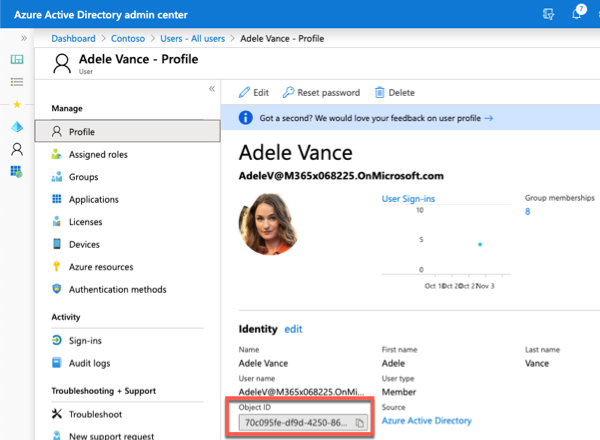 Azure Active Directory admin center
7
Dashboard > Contoso > Users - All users > Adele Vance - Profile
Adele Vance - Profile
User
Manage
Profile
Assigned roles
Groups
Applications
Licenses
Devices
Azure resources
Authentication methods
Activity
Sign-ins
Audit logs
Troubleshooting + Support
Troubleshoot
New support request
Edit
Reset password
Delete
Got a second? We would love your feedback on user profile →
Adele Vance
AdeleV@M365x068225.OnMicrosoft.com
User Sign-ins
10
5
0
Nov 3
Group memberships
8
Identity edit
Name
Adele Vance
First name
Adele
Last name
Vance
User name
AdeleV@M365x068225.OnMi...
User type
Member
Object ID
70c095fe-df9d-4250-86...
Source
Azure Active Directory